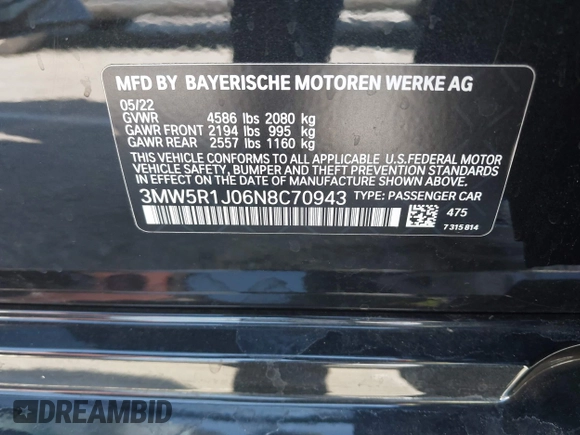 MFD BY BAYERISCHE MOTOREN WERKE AG
05/22
GVWR 4586 lbs 2080 kg
GAWR FRONT 2194 lbs 995 kg
GAWR REAR 2557 lbs 1160 kg
THIS VEHICLE CONFORMS TO ALL APPLICABLE U.S.FEDERAL MOTOR
VEHICLE SAFETY, BUMPER, AND THEFT PREVENTION STANDARDS
IN EFFECT ON THE DATE OF MANUFACTURE SHOWN ABOVE.
3MW5R1J06N8C70943 TYPE: PASSENGER CAR
475
7 315 814
DREAMBID